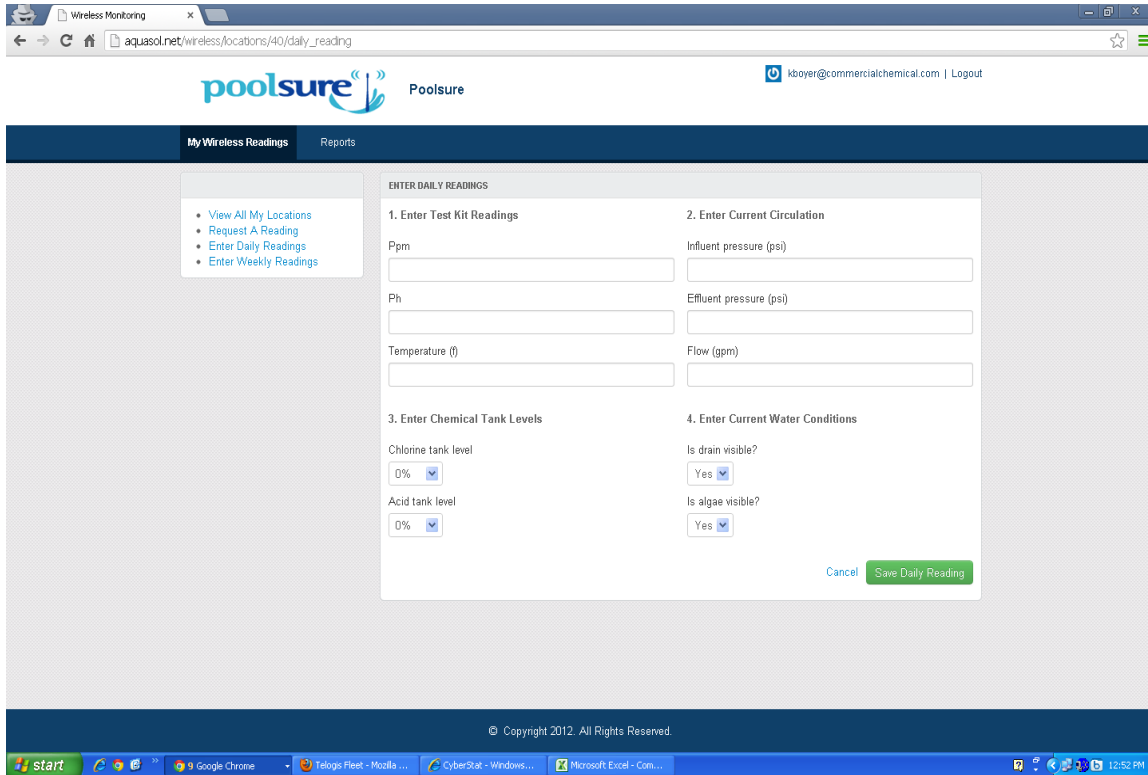 Wireless Monitoring
aquasol.net/wireless/locations/40/daily_reading
poolsure
Poolsure
kboyer@commercialchemical.com | Logout
My Wireless Readings
Reports
View All My Locations
Request A Reading
Enter Daily Readings
Enter Weekly Readings
ENTER DAILY READINGS
1. Enter Test Kit Readings
Ppm
Ph
Temperature (f)
2. Enter Current Circulation
Influent pressure (psi)
Effluent pressure (psi)
Flow (gpm)
3. Enter Chemical Tank Levels
Chlorine tank level
0%
Acid tank level
0%
4. Enter Current Water Conditions
Is drain visible?
Yes
Is algae visible?
Yes
Cancel
Save Daily Reading
© Copyright 2012. All Rights Reserved.
start
9 Google Chrome
Telogis Fleet - Mozilla ...
CyberStat - Windows...
Microsoft Excel - Com...
12:52 PM